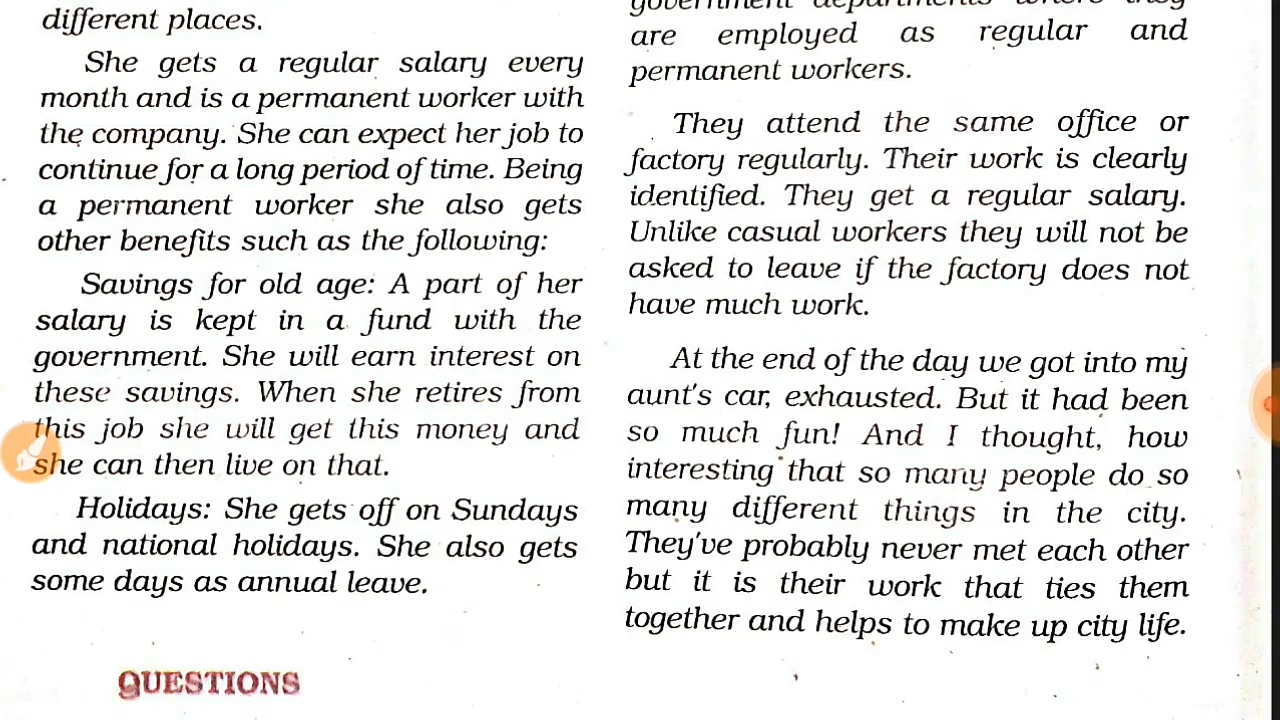 different places.
She gets a regular salary every
month and is a permanent worker with
the company. She can expect her job to
continue for a long period of time. Being
a permanent worker she also gets
other benefits such as the following:
Savings for old age: A part of her
salary is kept in a fund with the
government. She will earn interest on
these savings. When she retires from
this job she will get this money and
she can then live on that.
Holidays: She gets off on Sundays
and national holidays. She also gets
some days as annual leave.
QUESTIONS
government departments where they
are employed as regular and
permanent workers.
They attend the same office or
factory regularly. Their work is clearly
identified. They get a regular salary.
Unlike casual workers they will not be
asked to leave if the factory does not
have much work.
At the end of the day we got into my
aunt's car, exhausted. But it had been
so much fun! And I thought, how
interesting that so many people do so
many different things in the city.
They've probably never met each other
but it is their work that ties them
together and helps to make up city life.